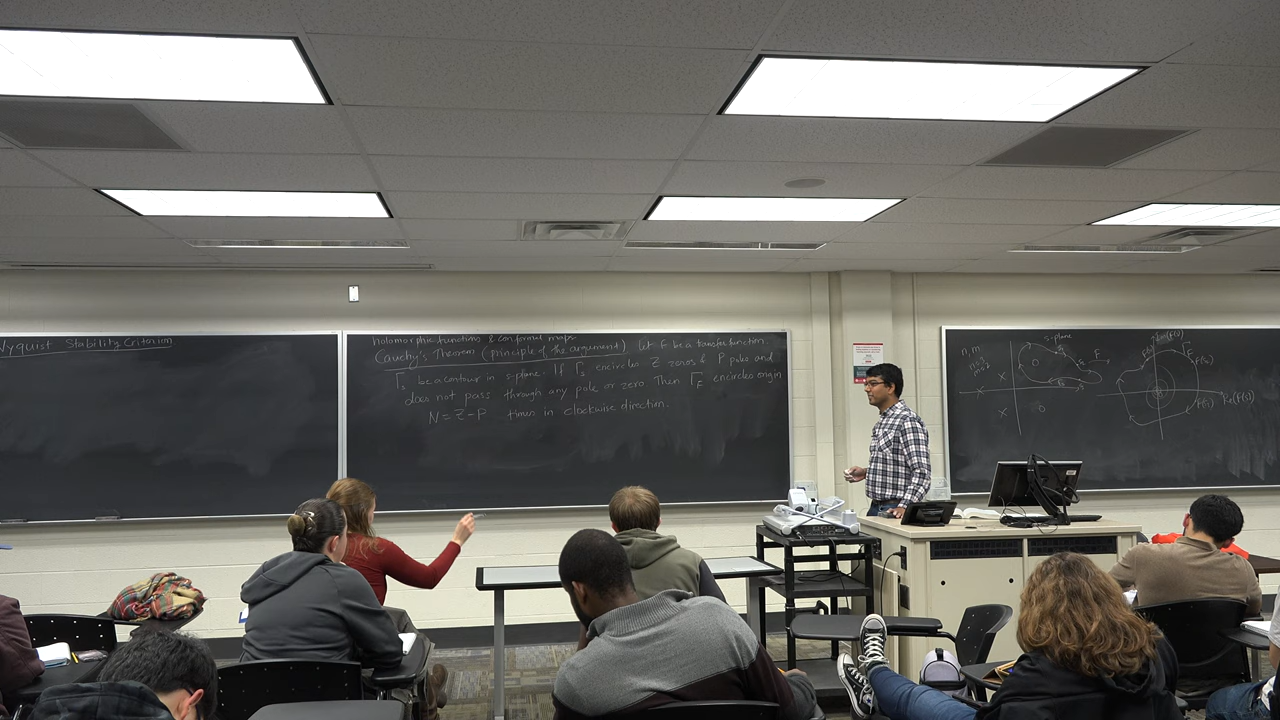 Nyquist Stability Criterion
holomorphic functions & conformal maps
Cauchy's Theorem (principle of the argument) Let F be a transfer function.
Γs be a contour in s-plane. If Γs encircles Z zeros & P poles and
does not pass through any pole or zero Then ΓF encircles origin
N = Z - P times in clockwise direction.
n, m
s-plane
Im(F(s))
Re(F(s))